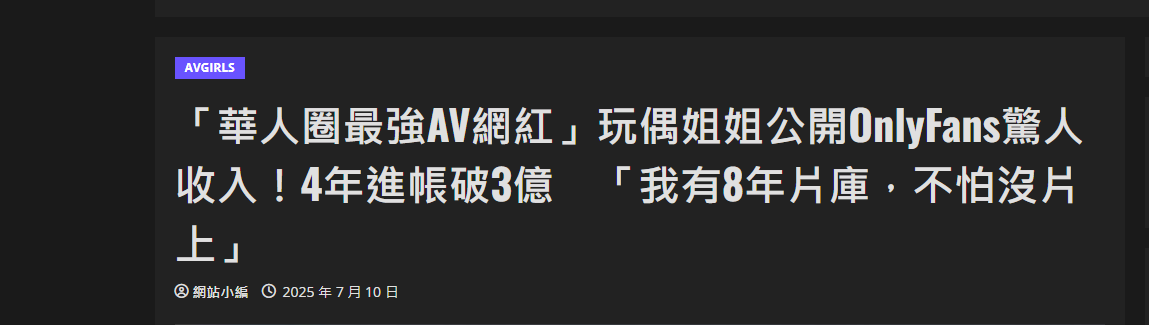 AVGIRLS
「華人圈最強AV網紅」玩偶姐姐公開OnlyFans驚人
收入！4年進帳破3億　「我有8年片庫，不怕沒片
上」
網站小編 2025 年 7 月 10 日